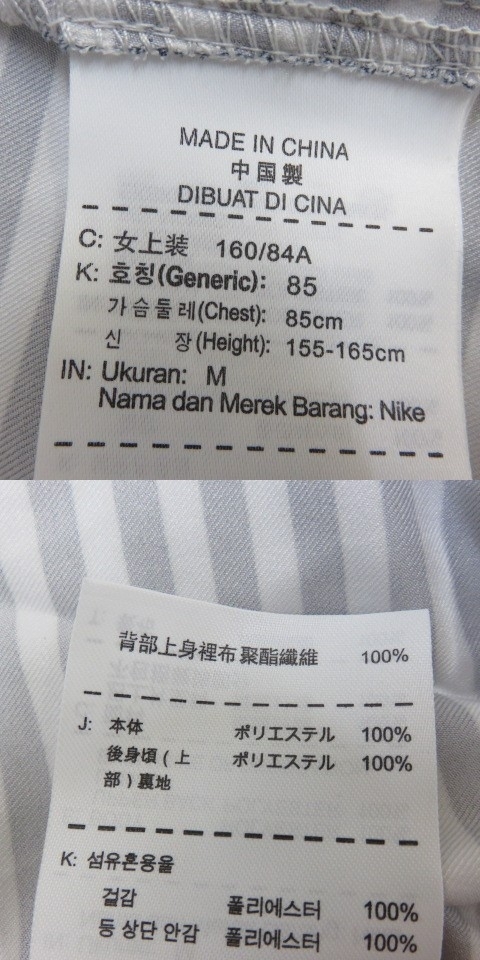 MADE IN CHINA
中国製
DIBUAT DI CINA
C: 女上装 160/84A
K: 호칭(Generic): 85
가슴둘레(Chest): 85cm
신 장(Height): 155-165cm
IN: Ukuran: M
Nama dan Merek Barang: Nike
背部上身裡布 聚酯纖維 100%
J: 本体 ポリエステル 100%
後身頃(上 ポリエステル 100%
部)裏地
K: 섬유혼용율
겉감 폴리에스터 100%
등 상단 안감 폴리에스터 100%